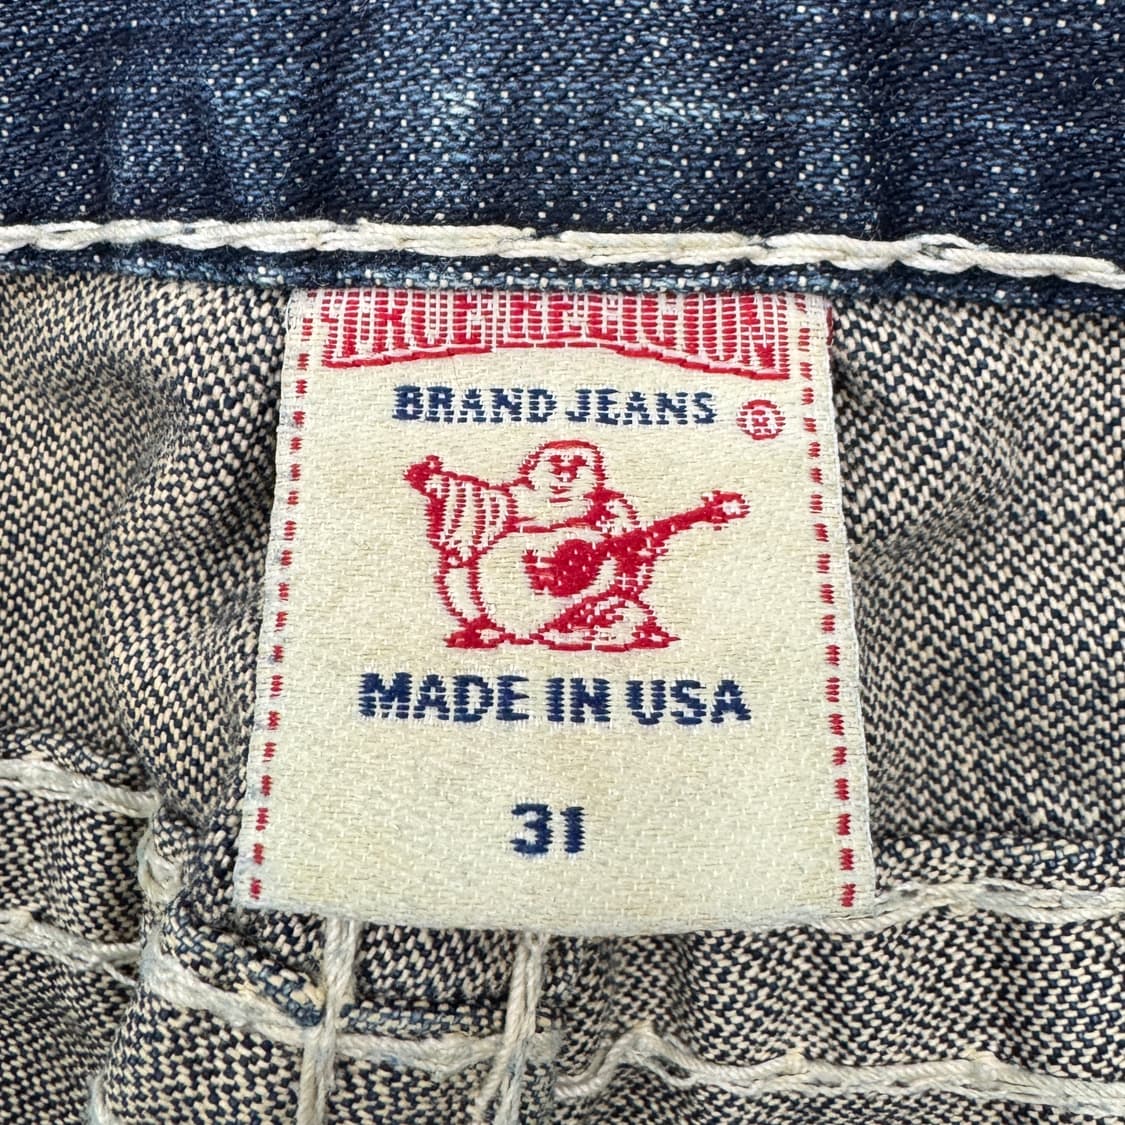 TRUE RELIGION
BRAND JEANS ®
MADE IN USA
31